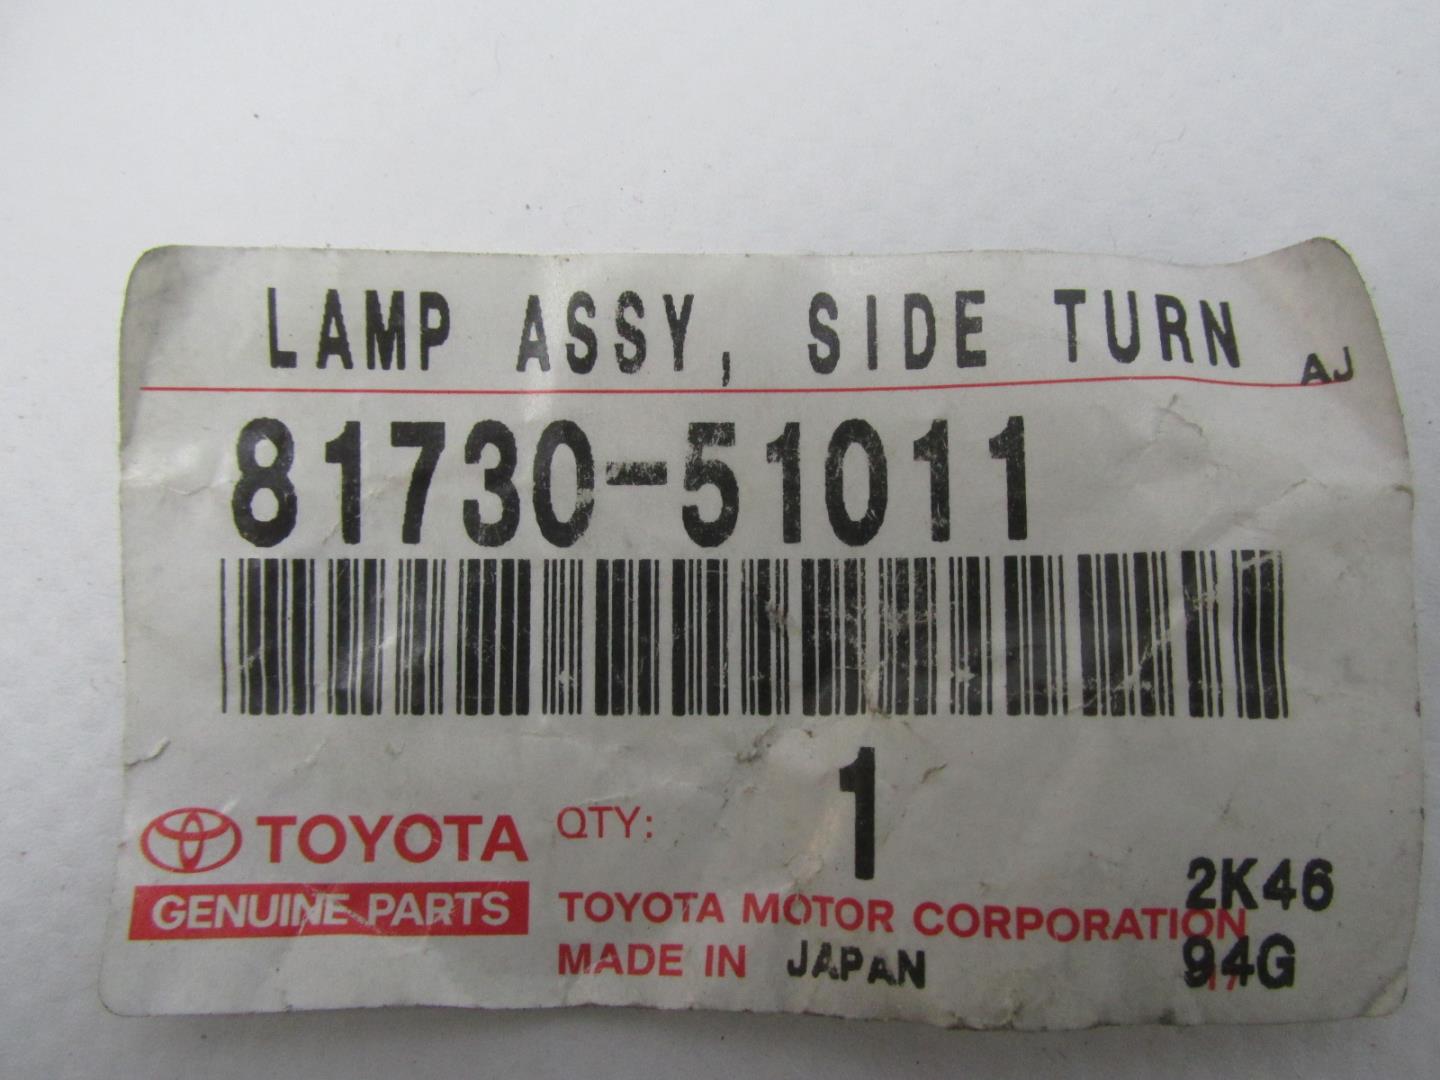 LAMP ASSY, SIDE TURN
AJ
81730-51011
TOYOTA
GENUINE PARTS
QTY: 1
2K46
TOYOTA MOTOR CORPORATION
MADE IN JAPAN
94G